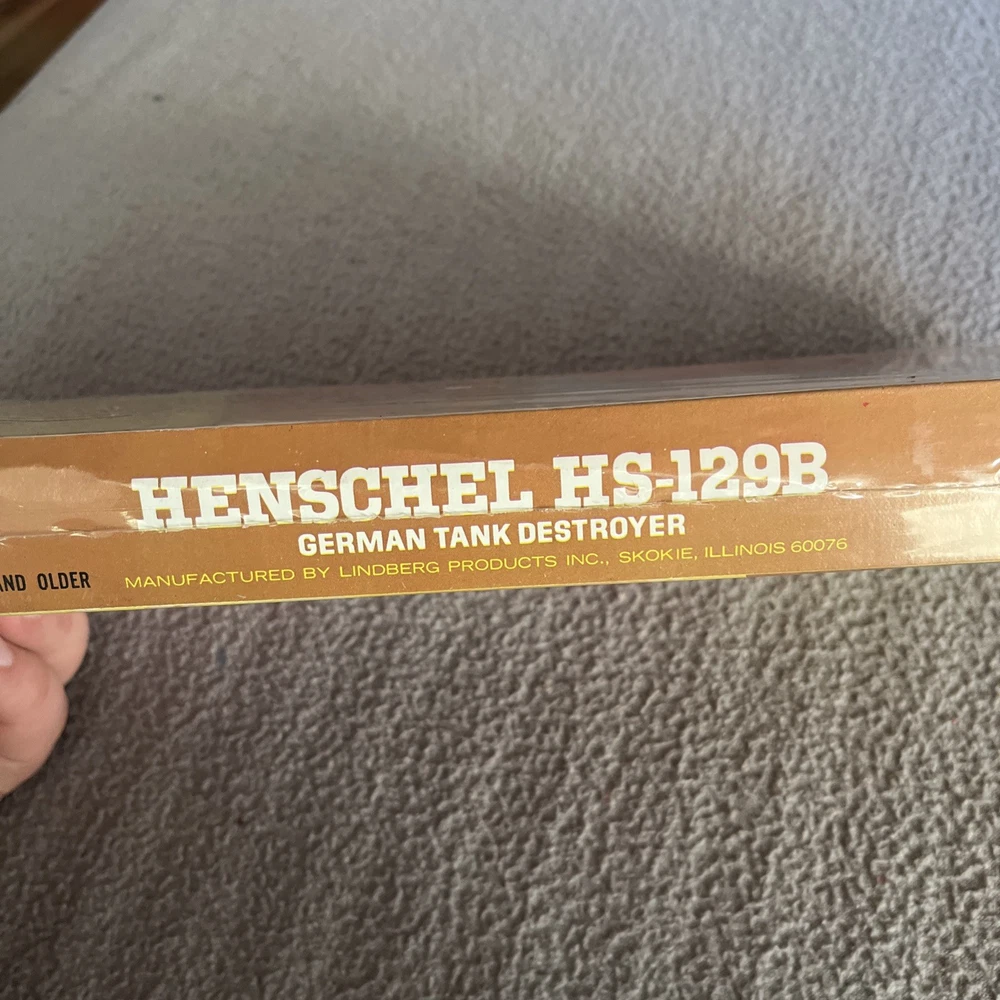 HENSCHEL HS-129B
GERMAN TANK DESTROYER
AND OLDER
MANUFACTURED BY LINDBERG PRODUCTS INC., SKOKIE, ILLINOIS 60076